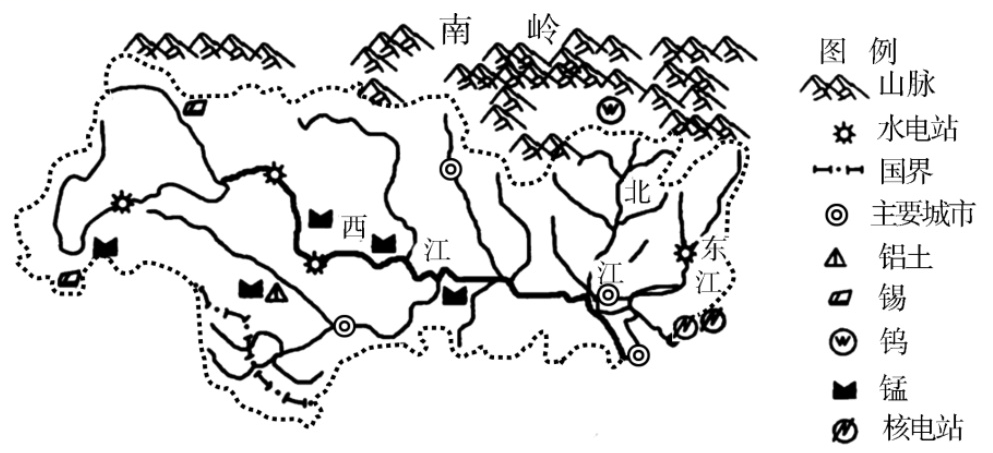 南 岭
图 例
山脉
水电站
国界
主要城市
铝土
锡
钨
锰
核电站
W
北
西
江
东
江
江
W